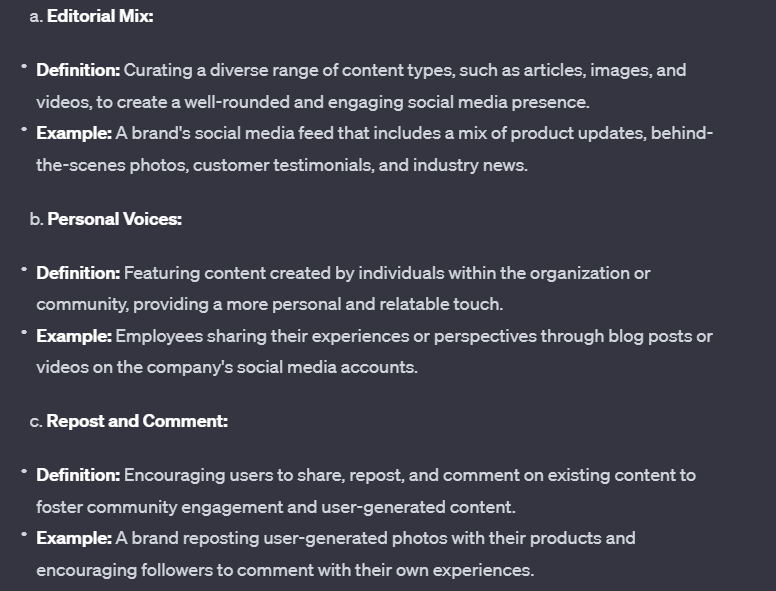 a. Editorial Mix:
• Definition: Curating a diverse range of content types, such as articles, images, and
videos, to create a well-rounded and engaging social media presence.
• Example: A brand's social media feed that includes a mix of product updates, behind-
the-scenes photos, customer testimonials, and industry news.
b. Personal Voices:
• Definition: Featuring content created by individuals within the organization or
community, providing a more personal and relatable touch.
• Example: Employees sharing their experiences or perspectives through blog posts or
videos on the company's social media accounts.
c. Repost and Comment:
• Definition: Encouraging users to share, repost, and comment on existing content to
foster community engagement and user-generated content.
• Example: A brand reposting user-generated photos with their products and
encouraging followers to comment with their own experiences.